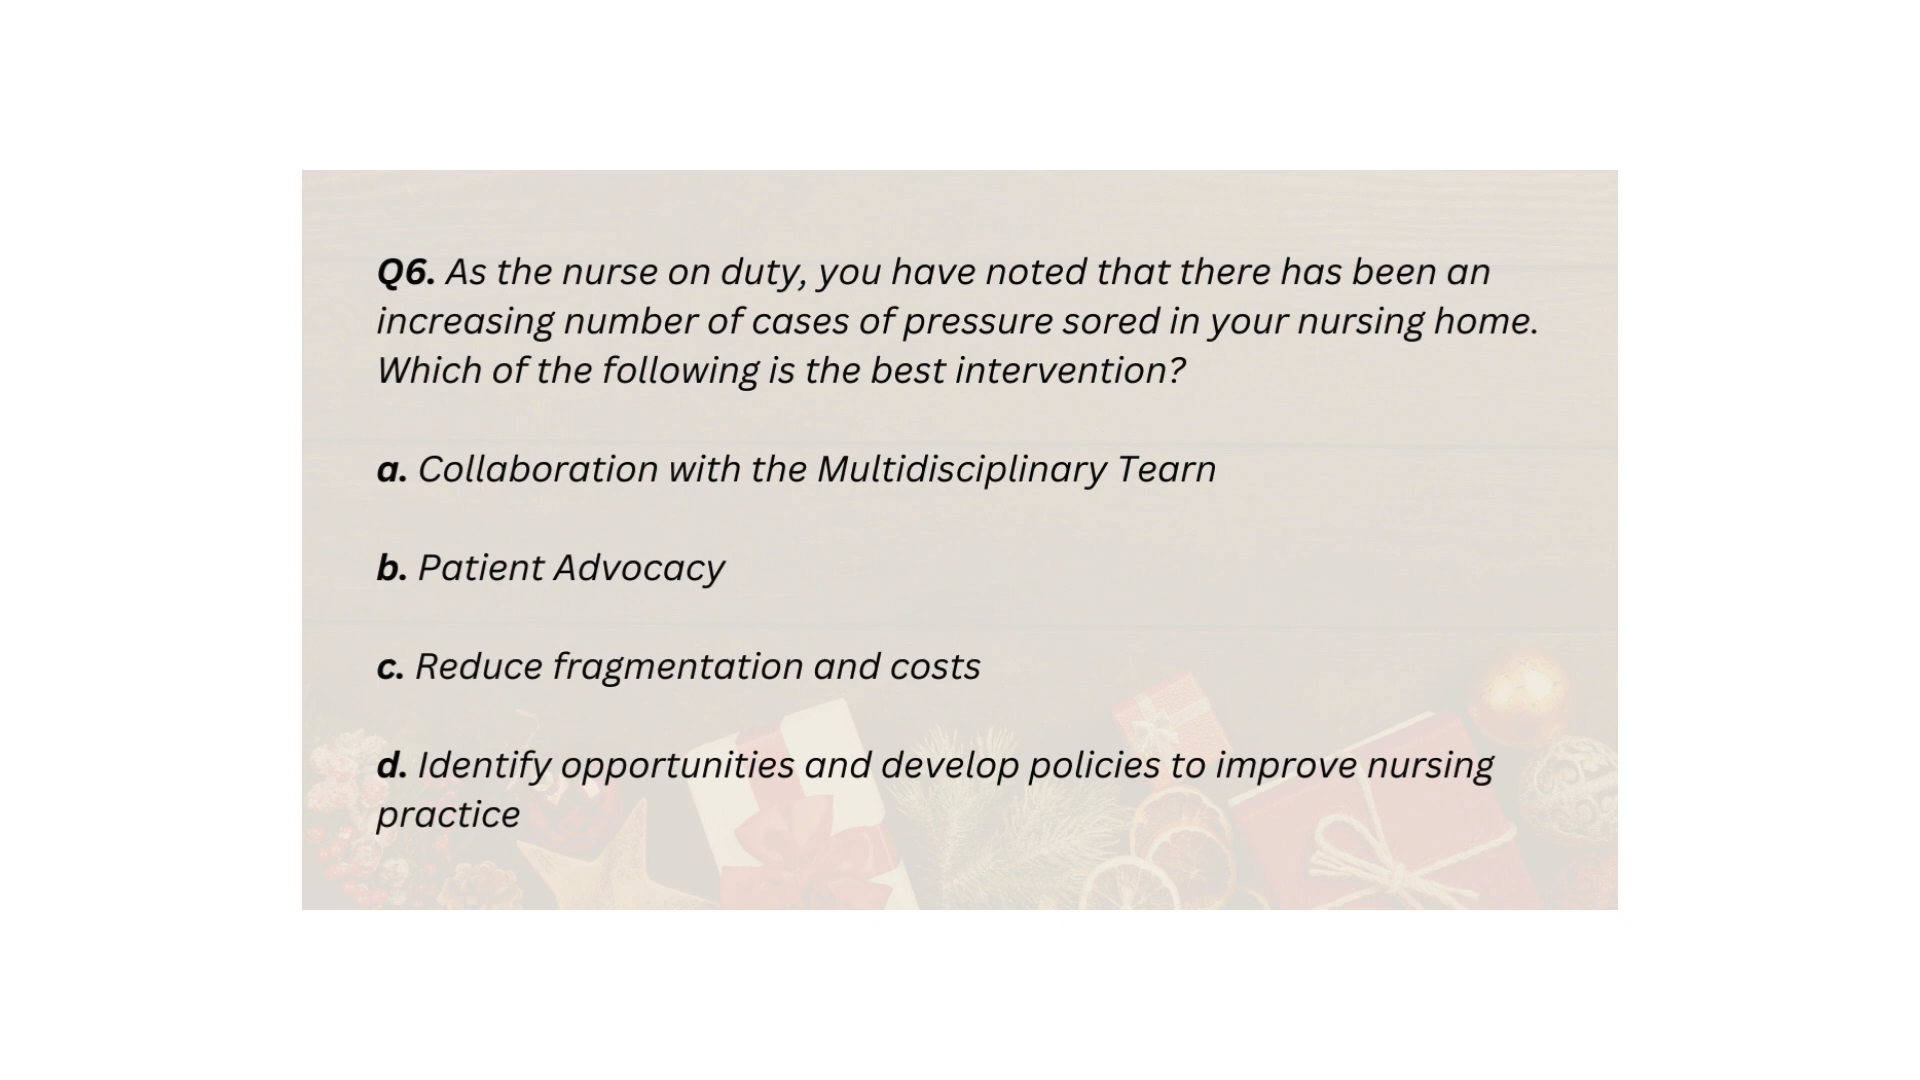 Q6. As the nurse on duty, you have noted that there has been an
increasing number of cases of pressure sored in your nursing home.
Which of the following is the best intervention?
a. Collaboration with the Multidisciplinary Tearn
b. Patient Advocacy
c. Reduce fragmentation and costs
d. Identify opportunities and develop policies to improve nursing
practice